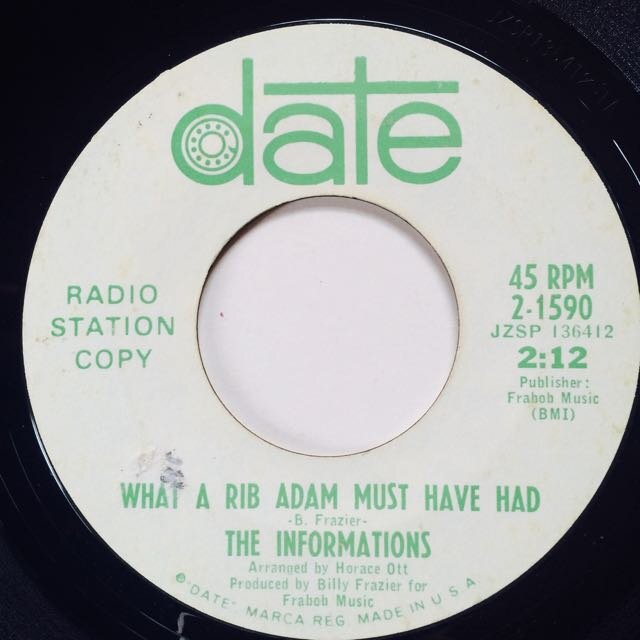 date
RADIO
STATION
COPY
45 RPM
2-1590
JZSP 136412
2:12
Publisher:
Frabob Music
(BMI)
WHAT A RIB ADAM MUST HAVE HAD
-B. Frazier-
THE INFORMATIONS
Arranged by Horace Ott
Produced by Billy Frazier for
Frabob Music
℗"DATE" MARCA REG. MADE IN U.S.A.